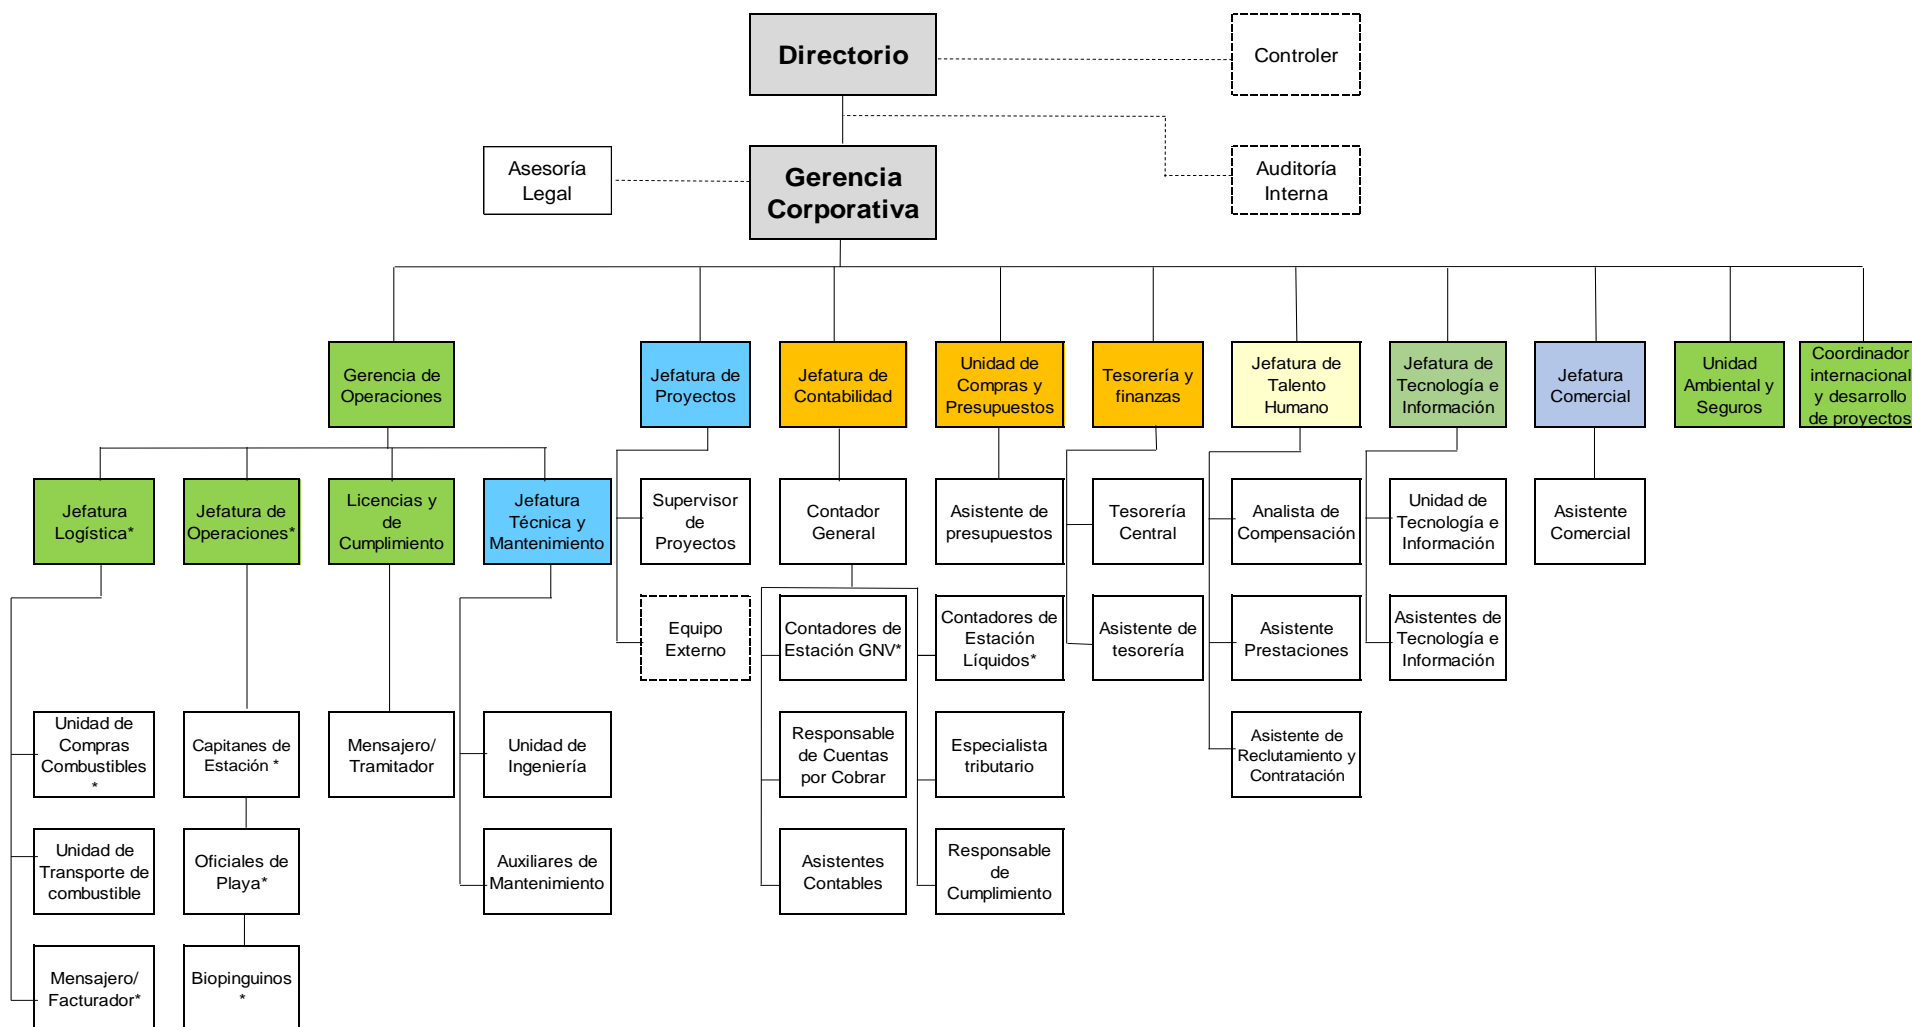 Directorio
Controler
Asesoría
Legal
Gerencia
Corporativa
Auditoría
Interna
Gerencia de
Operaciones
Jefatura de
Proyectos
Jefatura de
Contabilidad
Unidad de
Compras y
Presupuestos
Tesorería y
finanzas
Jefatura de
Talento
Humano
Jefatura de
Tecnología e
Información
Jefatura
Comercial
Unidad
Ambiental y
Seguros
Coordinador
internacional
y desarrollo
de proyectos
Jefatura
Logística*
Jefatura de
Operaciones*
Licencias y
de
Cumplimiento
Jefatura
Técnica y
Mantenimiento
Supervisor
de
Proyectos
Contador
General
Asistente de
presupuestos
Tesorería
Central
Analista de
Compensación
Unidad de
Tecnología e
Información
Asistente
Comercial
Equipo
Externo
Contadores de
Estación GNV*
Contadores de
Estación
Líquidos*
Asistente de
tesorería
Asistente
Prestaciones
Asistentes de
Tecnología e
Información
Unidad de
Compras
Combustibles
*
Capitanes de
Estación *
Mensajero/
Tramitador
Unidad de
Ingeniería
Responsable
de Cuentas
por Cobrar
Especialista
tributario
Asistente de
Reclutamiento y
Contratación
Unidad de
Transporte de
combustible
Oficiales de
Playa*
Auxiliares de
Mantenimiento
Asistentes
Contables
Responsable
de
Cumplimiento
Mensajero/
Facturador*
Biopinguinos
*